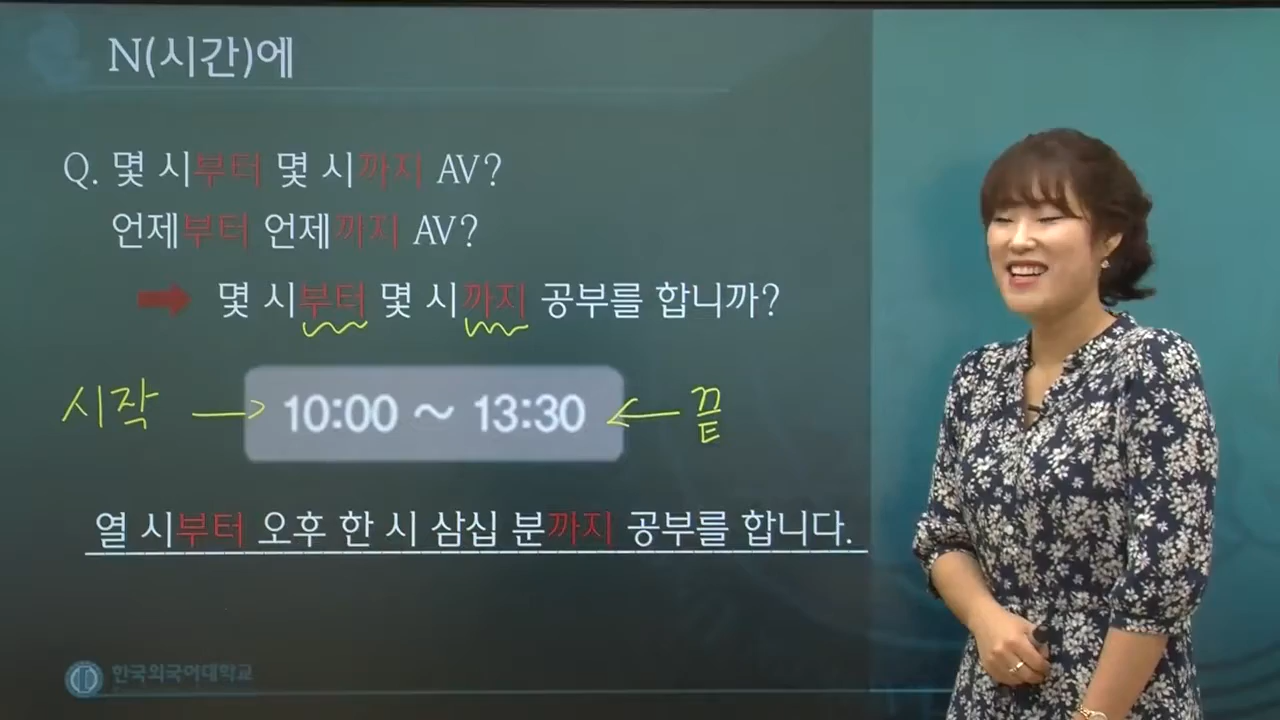 N(시간)에
Q. 몇 시부터 몇 시까지 AV?
언제부터 언제까지 AV?
몇 시부터 몇 시까지 공부를 합니까?
시작 → 10:00 ~ 13:30 ← 끝
열 시부터 오후 한 시 삼십 분까지 공부를 합니다.
한국외국어대학교